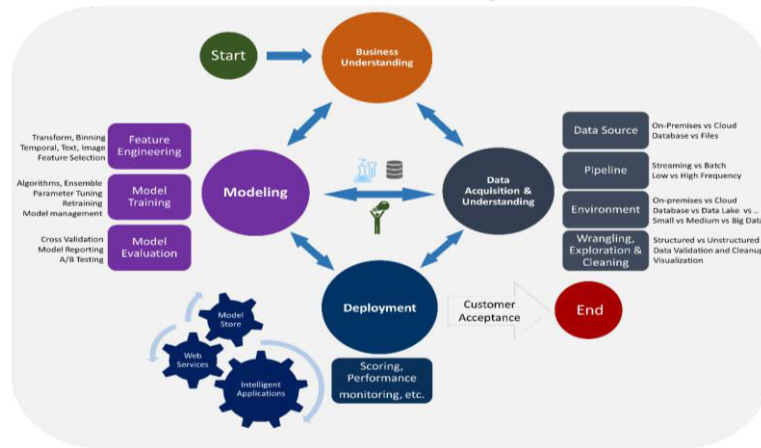 Start
Business
Understanding
Transform, Binning
Temporal, Text, Image
Feature Selection
Feature
Engineering
Algorithms, Ensemble
Parameter Tuning
Retraining
Model management
Model
Training
Cross Validation
Model Reporting
A/B Testing
Model
Evaluation
Modeling
Data
Acquisition &
Understanding
Data Source
On-Premises vs Cloud
Database vs Files
Pipeline
Streaming vs Batch
Low vs High Frequency
Environment
On-premises vs Cloud
Database vs Data Lake vs ..
Small vs Medium vs Big Data
Wrangling,
Exploration &
Cleaning
Structured vs Unstructured
Data Validation and Cleanup
Visualization
Deployment
Customer
Acceptance
End
Scoring,
Performance
monitoring, etc.
Model
Store
Web
Services
Intelligent
Applications